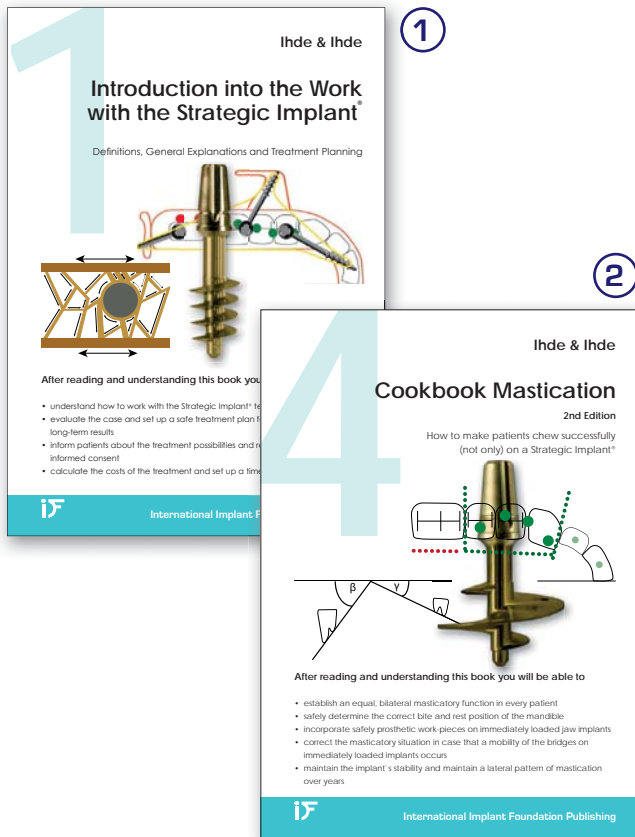 1
Ihde & Ihde
1
Introduction into the Work
with the Strategic Implant®
Definitions, General Explanations and Treatment Planning
After reading and understanding this book you
• understand how to work with the Strategic Implant®
• evaluate the case and set up a safe treatment plan
long-term results
• inform patients about the treatment possibilities and
informed consent
• calculate the costs of the treatment and set up a
IF
International Implant
2
4
Ihde & Ihde
Cookbook Mastication
2nd Edition
How to make patients chew successfully
(not only) on a Strategic Implant®
β γ
After reading and understanding this book you will be able to
• establish an equal, bilateral masticatory function in every patient
• safely determine the correct bite and rest position of the mandible
• incorporate safely prosthetic work-pieces on immediately loaded jaw implants
• correct the masticatory situation in case that a mobility of the bridges on
immediately loaded implants occurs
• maintain the implant´s stability and maintain a lateral pattern of mastication
over years
IF
International Implant Foundation Publishing